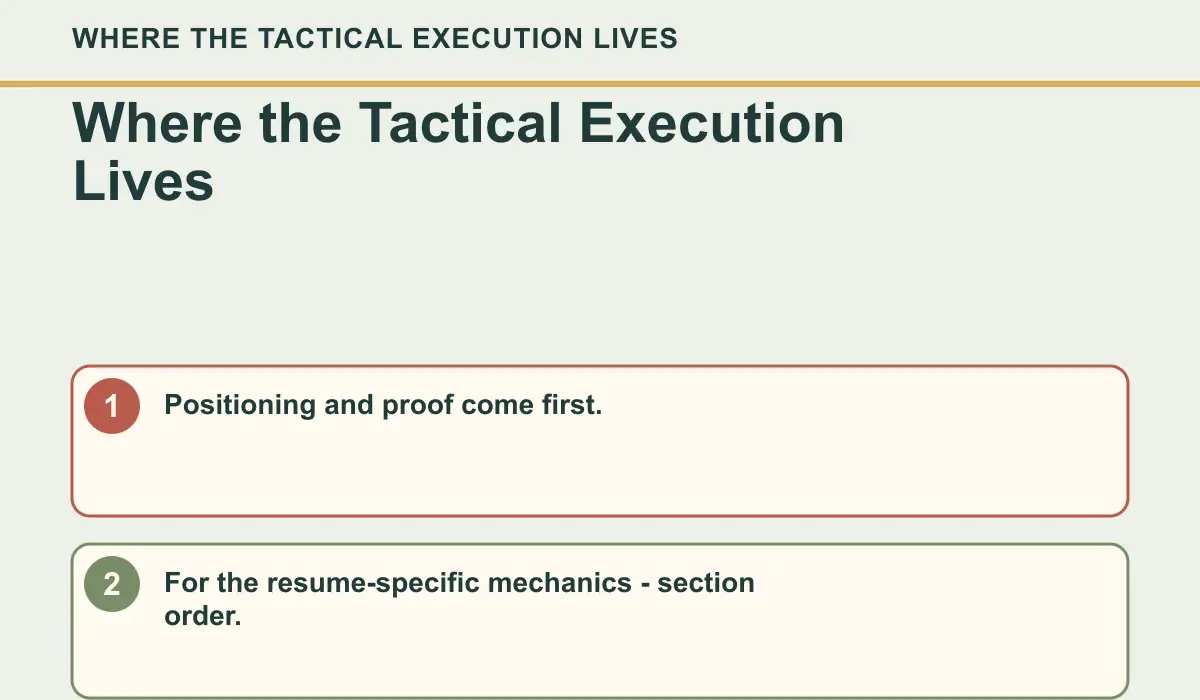 WHERE THE TACTICAL EXECUTION LIVES
Where the Tactical Execution
Lives
1
Positioning and proof come first.
2
For the resume-specific mechanics - section
order.